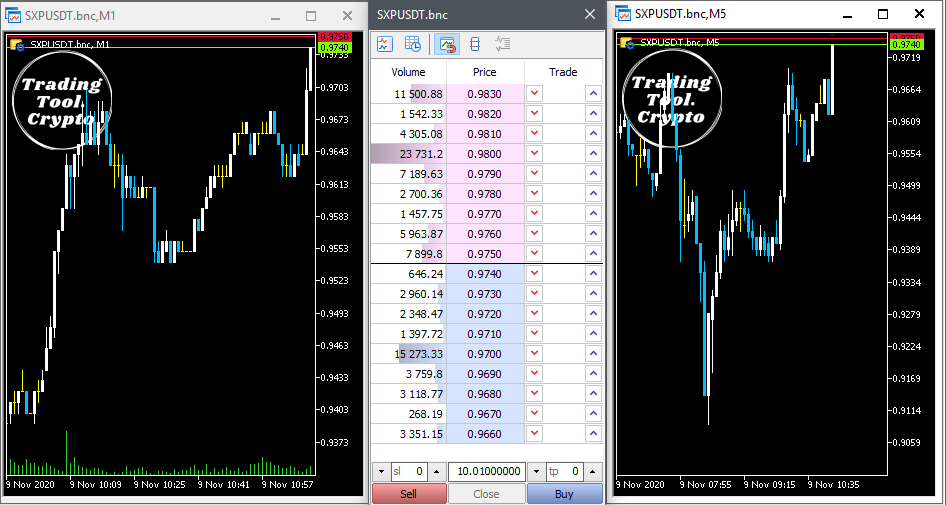 SXPUSDT.bnc,M1
SXPUSDT.bnc, M1
Trading
Tool.
Crypto
0.9750
0.9740
0.9733
0.9703
0.9673
0.9643
0.9613
0.9583
0.9553
0.9523
0.9493
0.9463
0.9433
0.9403
0.9373
9 Nov 2020 9 Nov 10:09 9 Nov 10:25 9 Nov 10:41 9 Nov 10:57
SXPUSDT.bnc
Volume Price Trade
11 500.88 0.9830
1 542.33 0.9820
4 305.08 0.9810
23 731.2 0.9800
7 189.63 0.9790
2 700.36 0.9780
1 457.75 0.9770
5 963.87 0.9760
7 899.8 0.9750
646.24 0.9740
2 960.14 0.9730
2 348.47 0.9720
1 397.72 0.9710
15 273.33 0.9700
3 759.8 0.9690
3 118.77 0.9680
268.19 0.9670
3 351.15 0.9660
sl 0 10.01000000 tp 0
Sell Close Buy
SXPUSDT.bnc,M5
SXPUSDT.bnc, M5
Trading
Tool.
Crypto
0.9750
0.9740
0.9719
0.9664
0.9609
0.9554
0.9499
0.9444
0.9389
0.9334
0.9279
0.9224
0.9169
0.9114
0.9059
9 Nov 2020 9 Nov 07:55 9 Nov 09:15 9 Nov 10:35